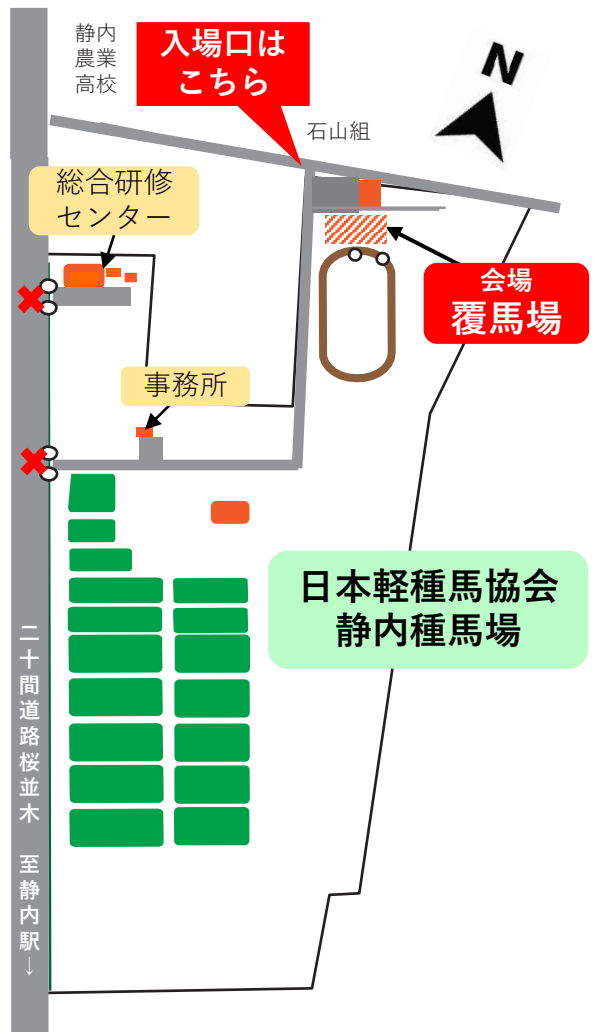 静内
農業
高校
入場口は
こちら
N
石山組
総合研修
センター
会場
覆馬場
事務所
日本軽種馬協会
静内種馬場
二十間道路桜並木 至静内駅↓